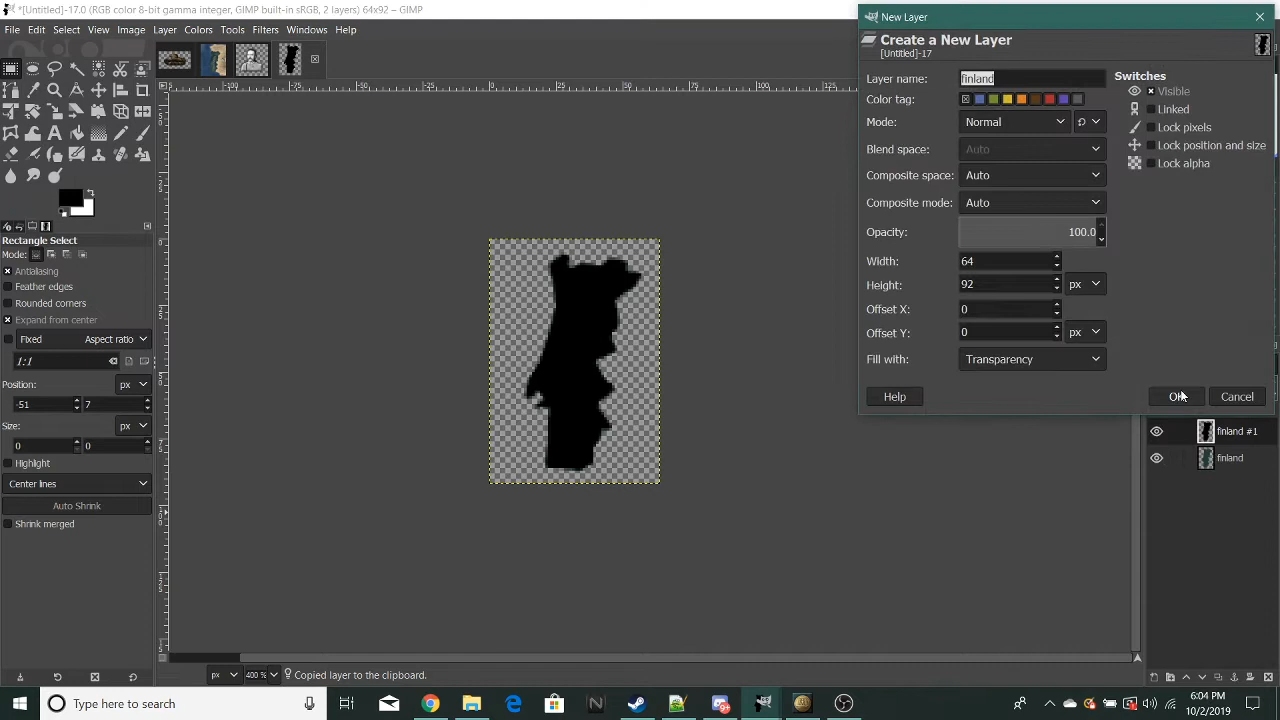 *[Untitled]-17.0 (RGB color 8-bit gamma integer, GIMP built-in sRGB, 2 layers) 64x92 – GIMP
File Edit Select View Image Layer Colors Tools Filters Windows Help
New Layer
Create a New Layer
[Untitled]-17
Layer name: finland
Color tag:
Mode: Normal
Blend space: Auto
Composite space: Auto
Composite mode: Auto
Opacity: 100.0
Width: 64
Height: 92 px
Offset X: 0
Offset Y: 0 px
Fill with: Transparency
Switches
Visible
Linked
Lock pixels
Lock position and size
Lock alpha
Help OK Cancel
Rectangle Select
Mode:
Antialiasing
Feather edges
Rounded corners
Expand from center
Fixed Aspect ratio
1:1
Position: px
-51 7
Size: px
0 0
Highlight
Center lines
Auto Shrink
Shrink merged
finland #1
finland
px 400 % Copied layer to the clipboard.
Type here to search
6:04 PM
10/2/2019